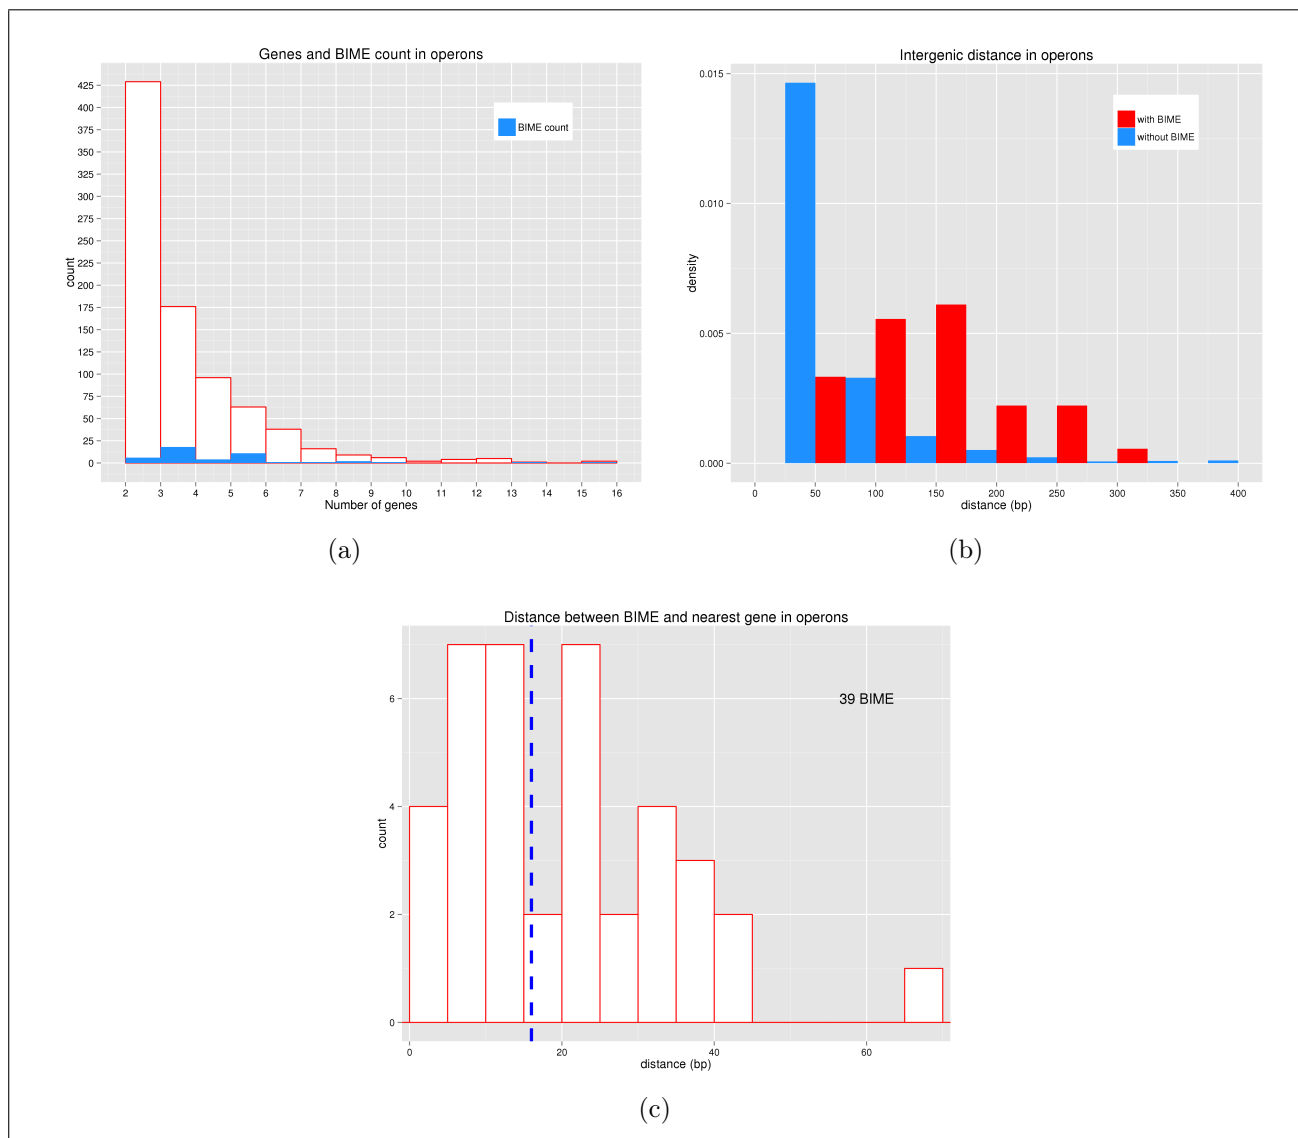 Genes and BIME count in operons
425
400
375
350
325
300
275
250
225
200
175
150
125
100
75
50
25
0
count
BIME count
2 3 4 5 6 7 8 9 10 11 12 13 14 15 16
Number of genes
(a)
Intergenic distance in operons
0.015
0.010
0.005
0.000
density
with BIME
without BIME
0 50 100 150 200 250 300 350 400
distance (bp)
(b)
Distance between BIME and nearest gene in operons
39 BIME
6
4
2
0
count
0 20 40 60
distance (bp)
(c)